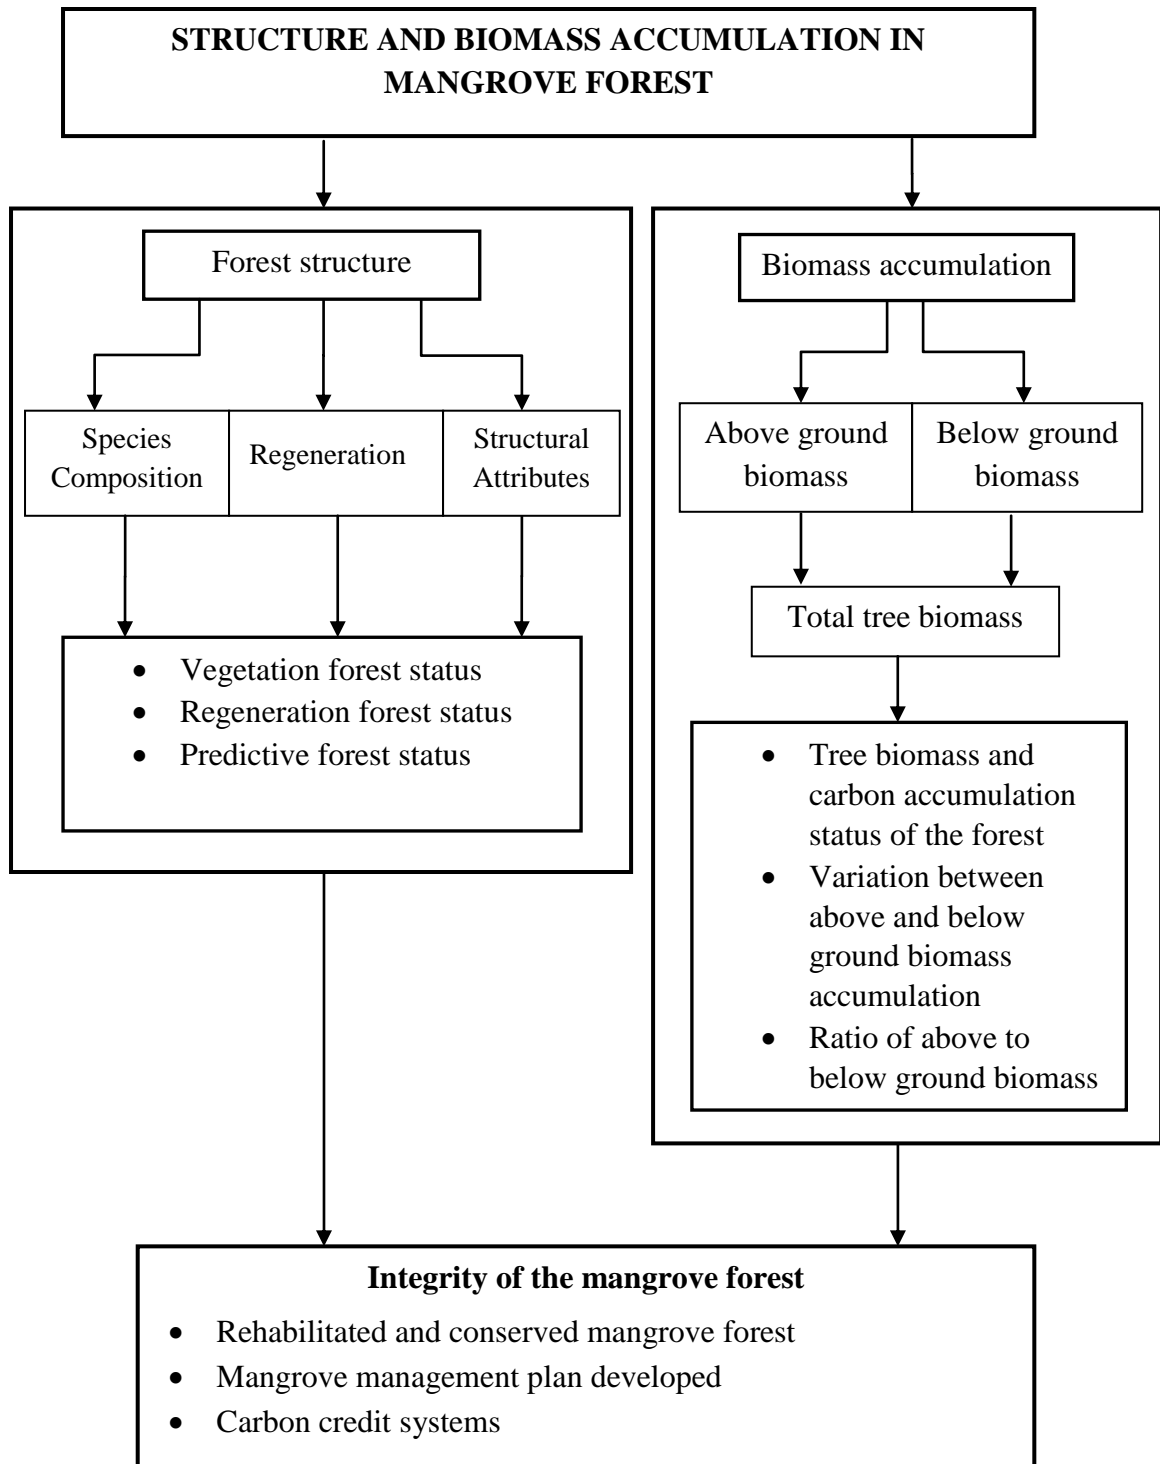 STRUCTURE AND BIOMASS ACCUMULATION IN
MANGROVE FOREST
Forest structure
Species
Composition
Regeneration
Structural
Attributes
• Vegetation forest status
• Regeneration forest status
• Predictive forest status
Biomass accumulation
Above ground
biomass
Below ground
biomass
Total tree biomass
• Tree biomass and
carbon accumulation
status of the forest
• Variation between
above and below
ground biomass
accumulation
• Ratio of above to
below ground biomass
Integrity of the mangrove forest
• Rehabilitated and conserved mangrove forest
• Mangrove management plan developed
• Carbon credit systems